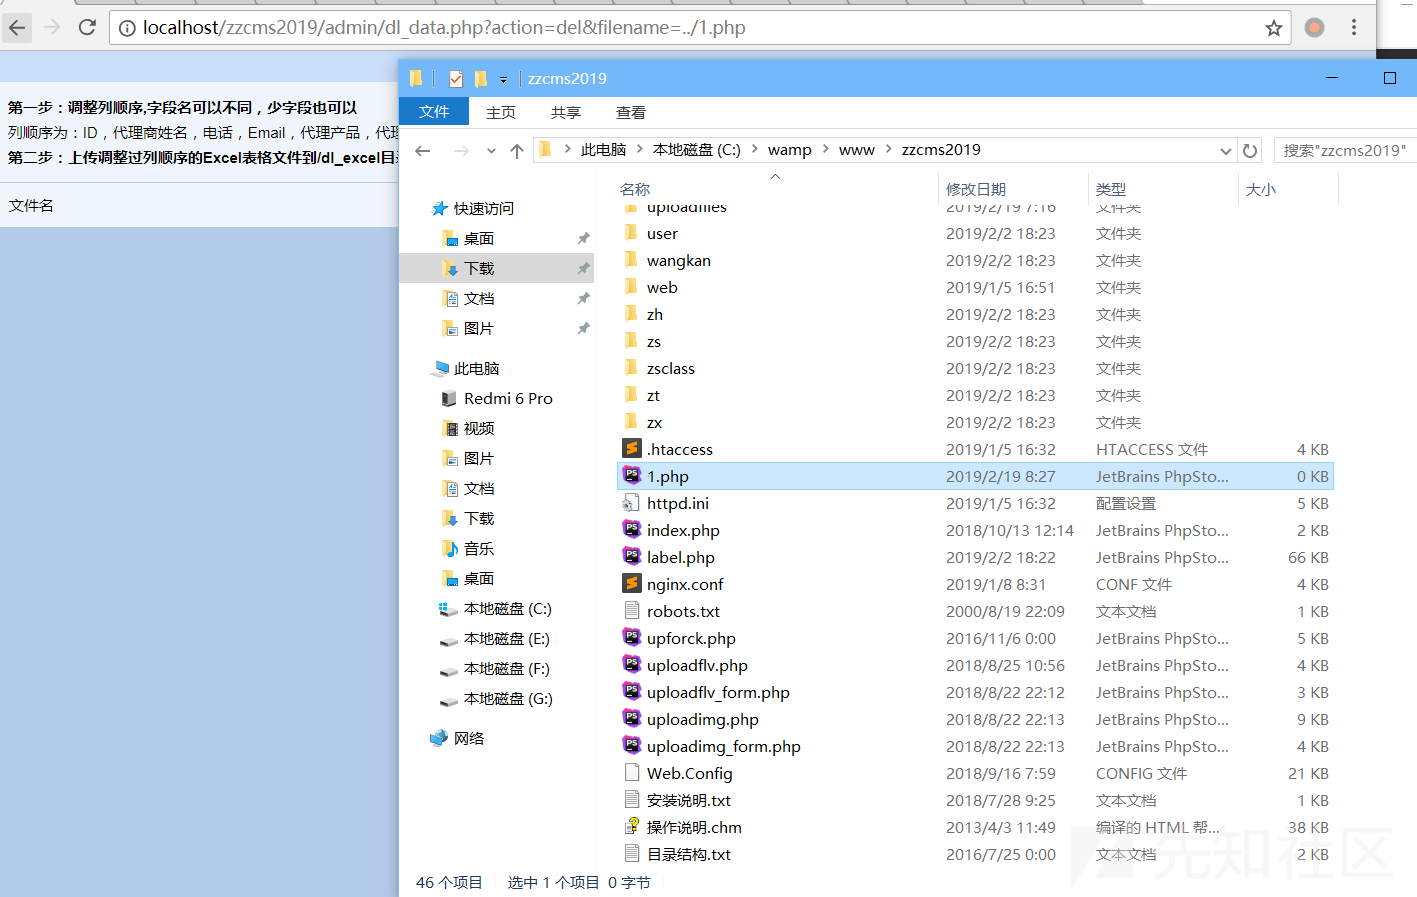 localhost/zzcms2019/admin/dl_data.php?action=del&filename=../1.php
第一步：调整列顺序,字段名可以不同，少字段也可以
列顺序为：ID，代理商姓名，电话，Email，代理产品，代理
第二步：上传调整过列顺序的Excel表格文件到/dl_excel目录
文件名
zzcms2019
文件 主页 共享 查看
此电脑 本地磁盘 (C:) wamp www zzcms2019 搜索"zzcms2019"
快速访问
桌面
下载
文档
图片
此电脑
Redmi 6 Pro
视频
图片
文档
下载
音乐
桌面
本地磁盘 (C:)
本地磁盘 (E:)
本地磁盘 (F:)
本地磁盘 (G:)
网络
名称 修改日期 类型 大小
uploadfiles 2019/2/19 7:16 文件夹
user 2019/2/2 18:23 文件夹
wangkan 2019/2/2 18:23 文件夹
web 2019/1/5 16:51 文件夹
zh 2019/2/2 18:23 文件夹
zs 2019/2/2 18:23 文件夹
zsclass 2019/2/2 18:23 文件夹
zt 2019/2/2 18:23 文件夹
zx 2019/2/2 18:23 文件夹
.htaccess 2019/1/5 16:32 HTACCESS 文件 4 KB
1.php 2019/2/19 8:27 JetBrains PhpSto... 0 KB
httpd.ini 2019/1/5 16:32 配置设置 5 KB
index.php 2018/10/13 12:14 JetBrains PhpSto... 2 KB
label.php 2019/2/2 18:22 JetBrains PhpSto... 66 KB
nginx.conf 2019/1/8 8:31 CONF 文件 4 KB
robots.txt 2000/8/19 22:09 文本文档 1 KB
upforck.php 2016/11/6 0:00 JetBrains PhpSto... 5 KB
uploadflv.php 2018/8/25 10:56 JetBrains PhpSto... 4 KB
uploadflv_form.php 2018/8/22 22:12 JetBrains PhpSto... 3 KB
uploadimg.php 2018/8/22 22:13 JetBrains PhpSto... 9 KB
uploadimg_form.php 2018/8/22 22:13 JetBrains PhpSto... 4 KB
Web.Config 2018/9/16 7:59 CONFIG 文件 21 KB
安装说明.txt 2018/7/28 9:25 文本文档 1 KB
操作说明.chm 2013/4/3 11:49 编译的 HTML 帮... 38 KB
目录结构.txt 2016/7/25 0:00 文本文档 2 KB
46 个项目 选中 1 个项目 0 字节
先知社区